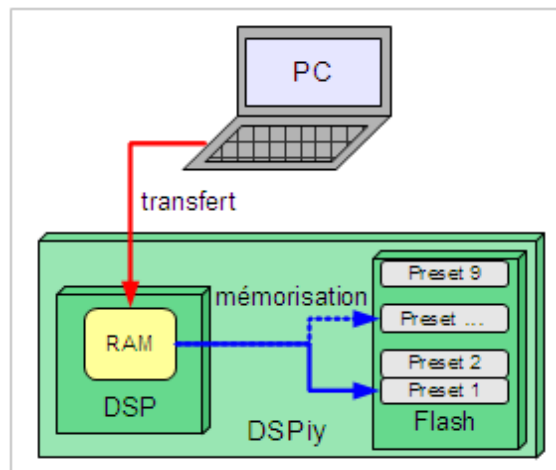 PC
transfert
Preset 9
mémorisation
Preset ...
RAM
Preset 2
Preset 1
DSP
Flash
DSPiy